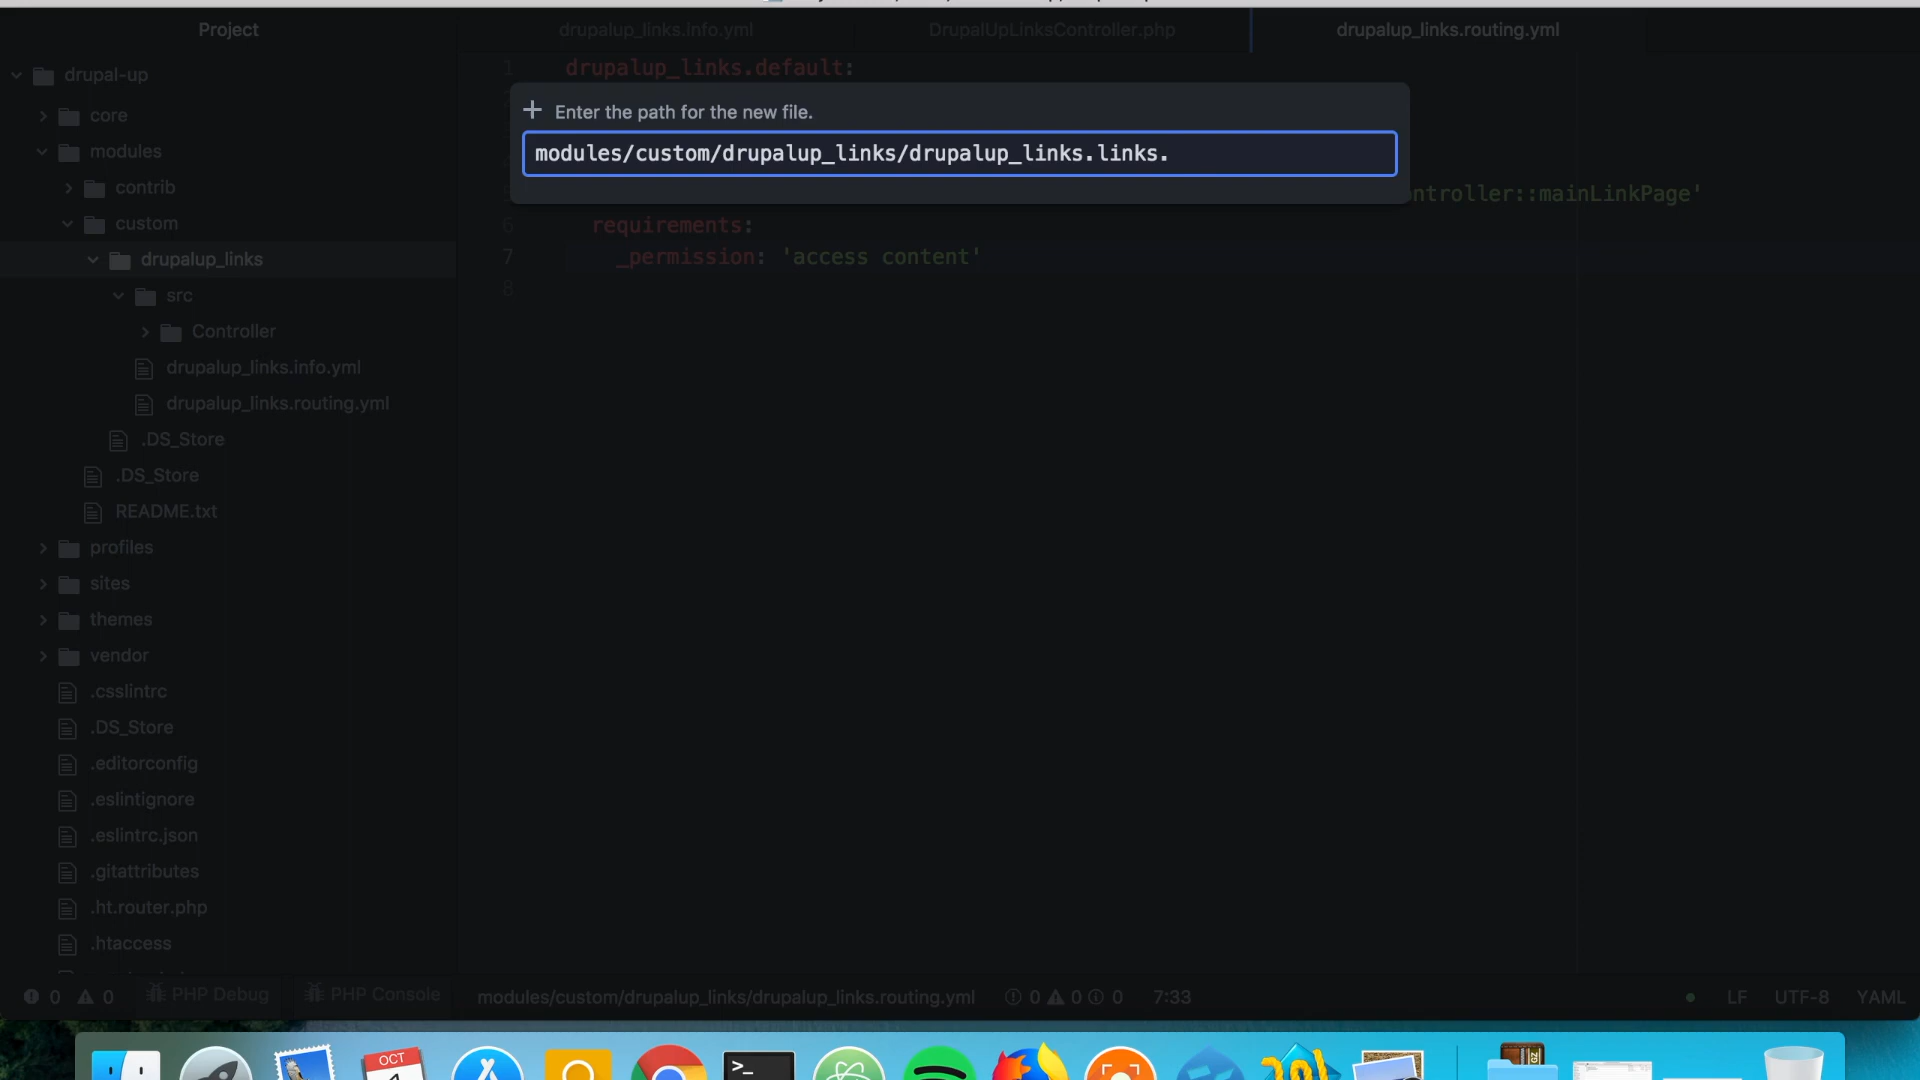 Project
drupalup_links.info.yml
DrupalUpLinksController.php
drupalup_links.routing.yml
drupal-up
core
modules
contrib
custom
drupalup_links
src
Controller
drupalup_links.info.yml
drupalup_links.routing.yml
.DS_Store
.DS_Store
README.txt
profiles
sites
themes
vendor
.csslintrc
.DS_Store
.editorconfig
.eslintignore
.eslintrc.json
.gitattributes
.ht.router.php
.htaccess
1 drupalup_links.default:
Enter the path for the new file.
modules/custom/drupalup_links/drupalup_links.links.
ntroller::mainLinkPage'
6 requirements:
7 _permission: 'access content'
8
0 0 PHP Debug PHP Console modules/custom/drupalup_links/drupalup_links.routing.yml 0 0 0 7:33 LF UTF-8 YAML
OCT
>_